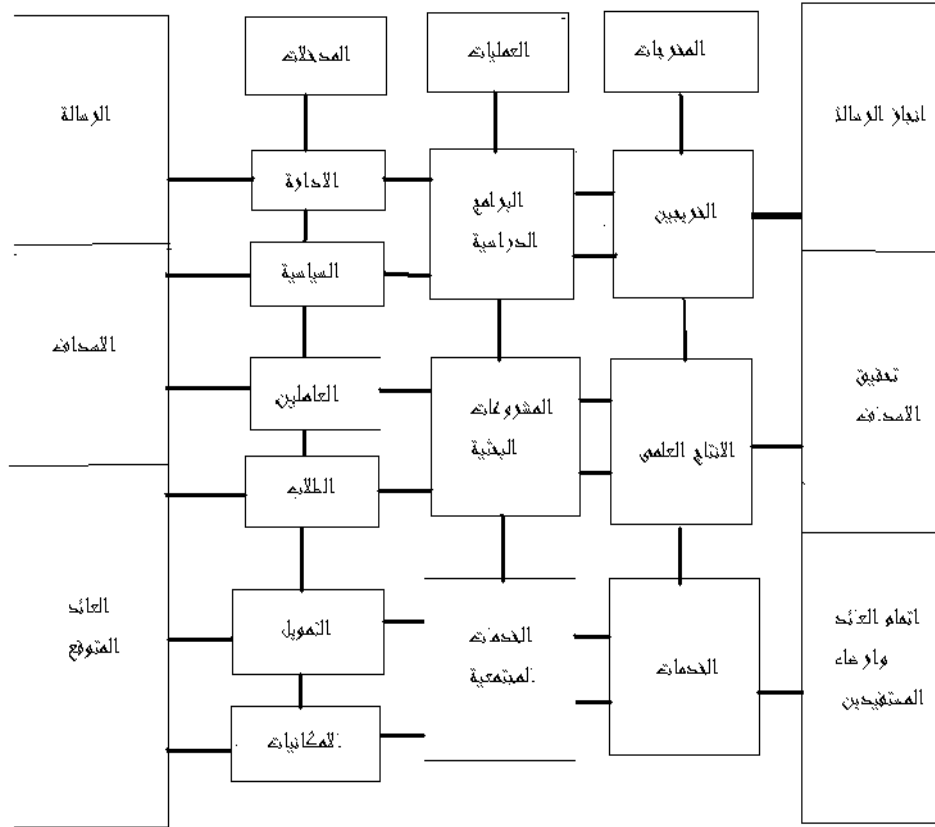 المدخلات
العمليات
المخرجات
الرسالة
انجاز الرسالة
الادارة
البرامج
الدراسية
الخريجين
السياسية
الاهداف
تحقيق
الاهداف
العاملين
المشروعات
البحثية
الانتاج العلمى
الطلاب
العائد
المتوقع
التمويل
الخدمات
المجتمعية
الخدمات
اتمام العائد
وارضاء
المستفيدين
الامكانيات